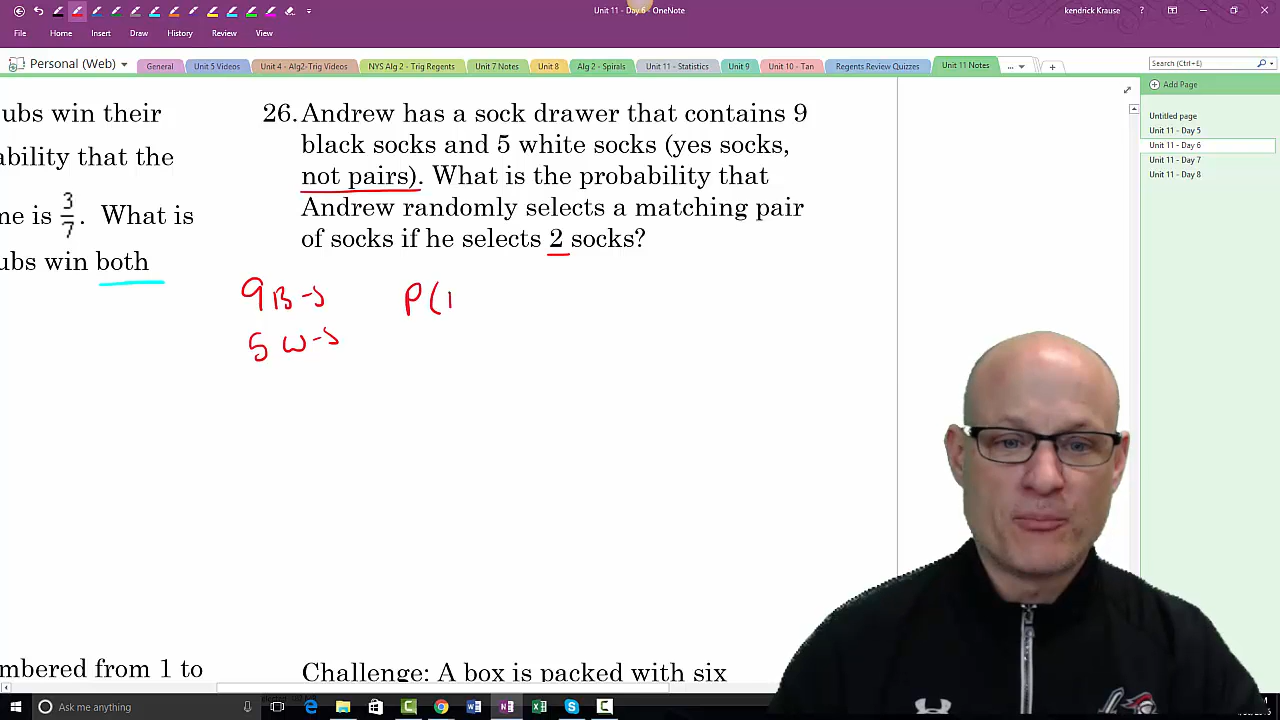 Unit 11 - Day 6 - OneNote
kendrick Krause
?
File Home Insert Draw History Review View
Personal (Web) General Unit 5 Videos Unit 4 - Alg2-Trig Videos NYS Alg 2 - Trig Regents Unit 7 Notes Unit 8 Alg 2 - Spirals Unit 11 - Statistics Unit 9 Unit 10 - Tan Regents Review Quizzes Unit 11 Notes ... +
Search (Ctrl+E)
Add Page
Untitled page
Unit 11 - Day 5
Unit 11 - Day 6
Unit 11 - Day 7
Unit 11 - Day 8
ubs win their
ability that the
me is 3/7. What is
ubs win both
26. Andrew has a sock drawer that contains 9
black socks and 5 white socks (yes socks,
not pairs). What is the probability that
Andrew randomly selects a matching pair
of socks if he selects 2 socks?
9 B-s P(1
5 W-s
mbered from 1 to
Challenge: A box is packed with six
Ask me anything